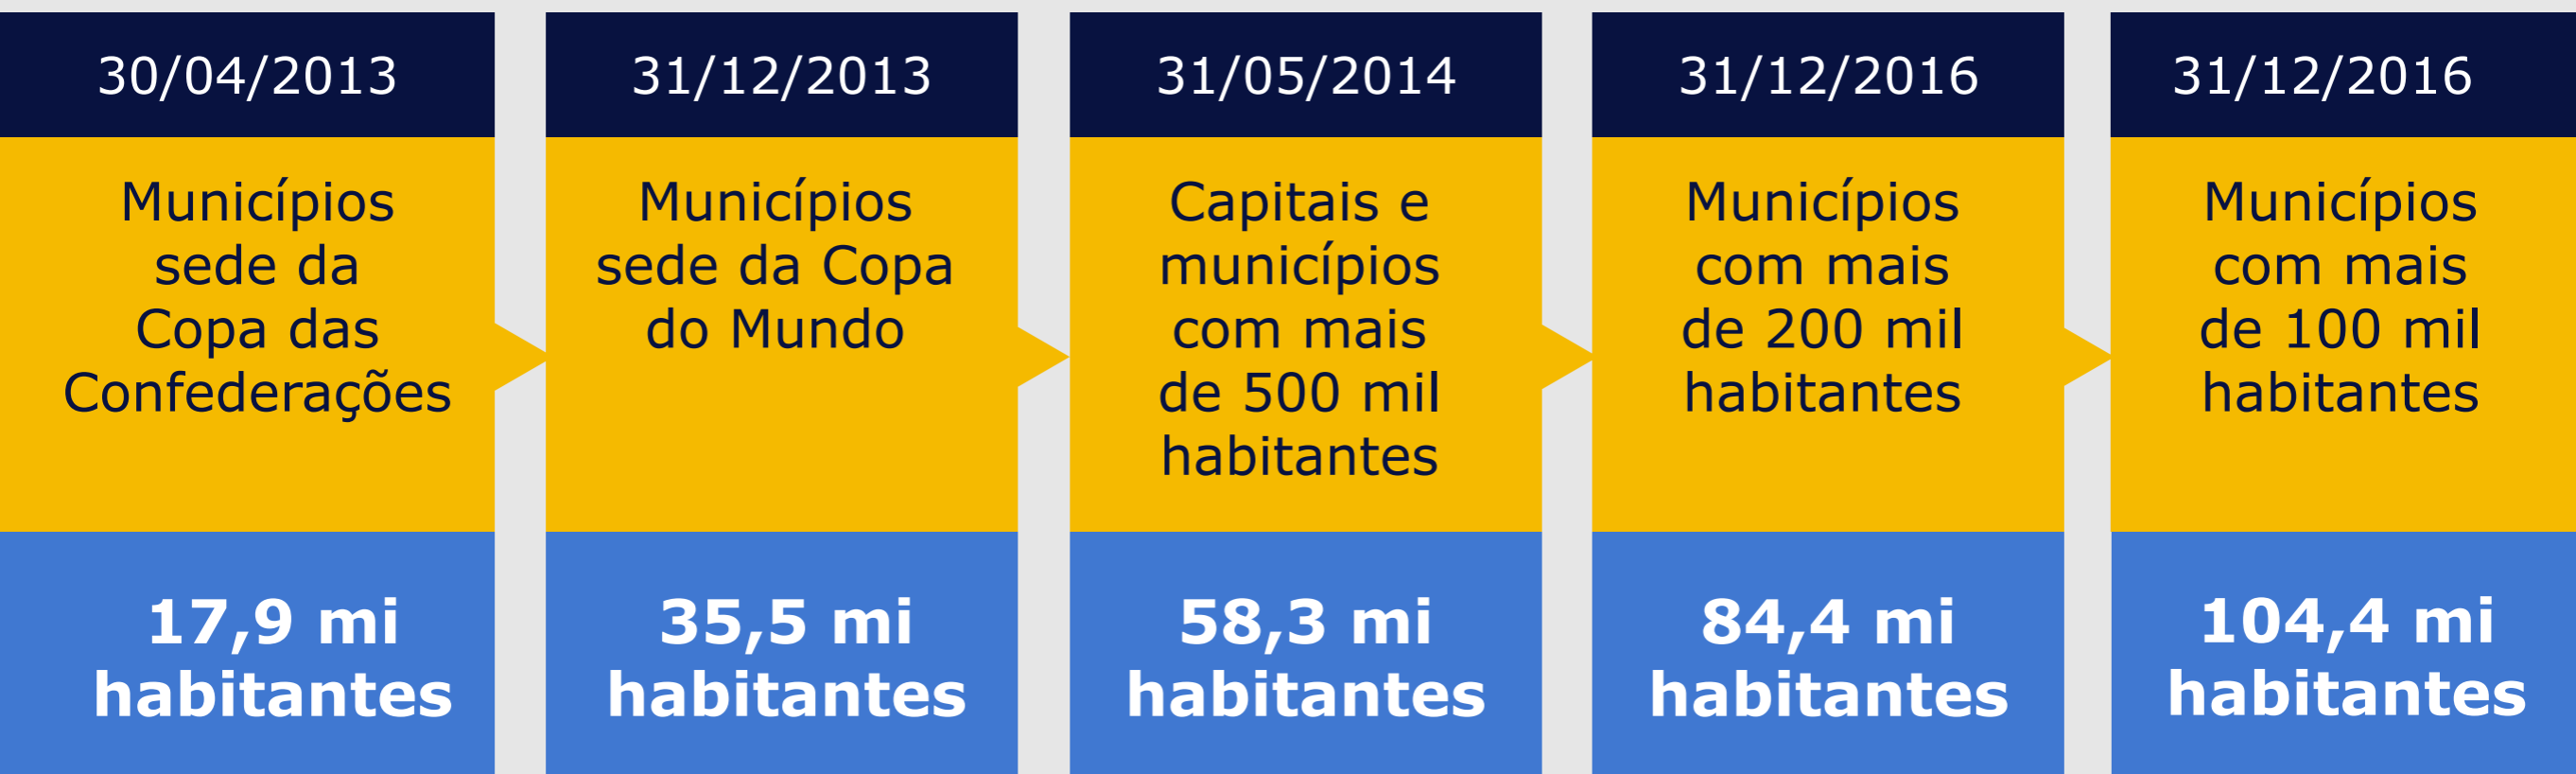 30/04/2013
Municípios
sede da
Copa das
Confederações
17,9 mi
habitantes
31/12/2013
Municípios
sede da Copa
do Mundo
35,5 mi
habitantes
31/05/2014
Capitais e
municípios
com mais
de 500 mil
habitantes
58,3 mi
habitantes
31/12/2016
Municípios
com mais
de 200 mil
habitantes
84,4 mi
habitantes
31/12/2016
Municípios
com mais
de 100 mil
habitantes
104,4 mi
habitantes